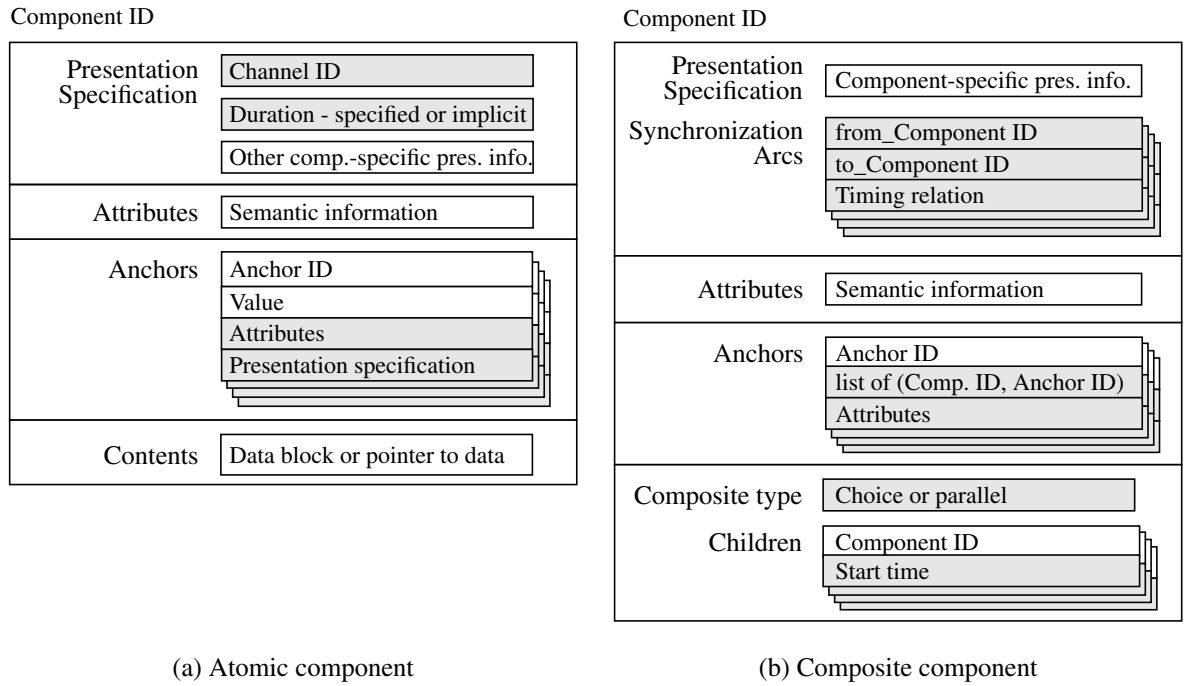 Component ID
Presentation Specification
Channel ID
Duration - specified or implicit
Other comp.-specific pres. info.
Attributes
Semantic information
Anchors
Anchor ID
Value
Attributes
Presentation specification
Contents
Data block or pointer to data
(a) Atomic component
Component ID
Presentation Specification
Component-specific pres. info.
Synchronization Arcs
from_Component ID
to_Component ID
Timing relation
Attributes
Semantic information
Anchors
Anchor ID
list of (Comp. ID, Anchor ID)
Attributes
Composite type
Choice or parallel
Children
Component ID
Start time
(b) Composite component